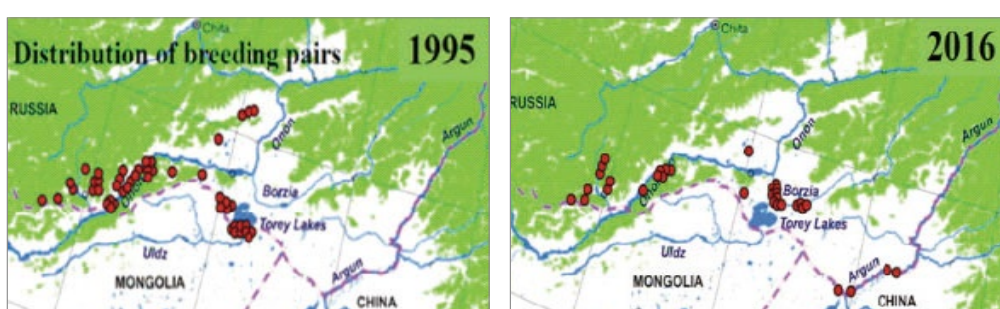 Distribution of breeding pairs 1995
Chita
RUSSIA
Argun
Onon
Onon
Borzia
Torey Lakes
Uldz
Argun
MONGOLIA
CHINA
2016
Chita
RUSSIA
Argun
Onon
Onon
Borzia
Torey Lakes
Uldz
Argun
MONGOLIA
CHINA